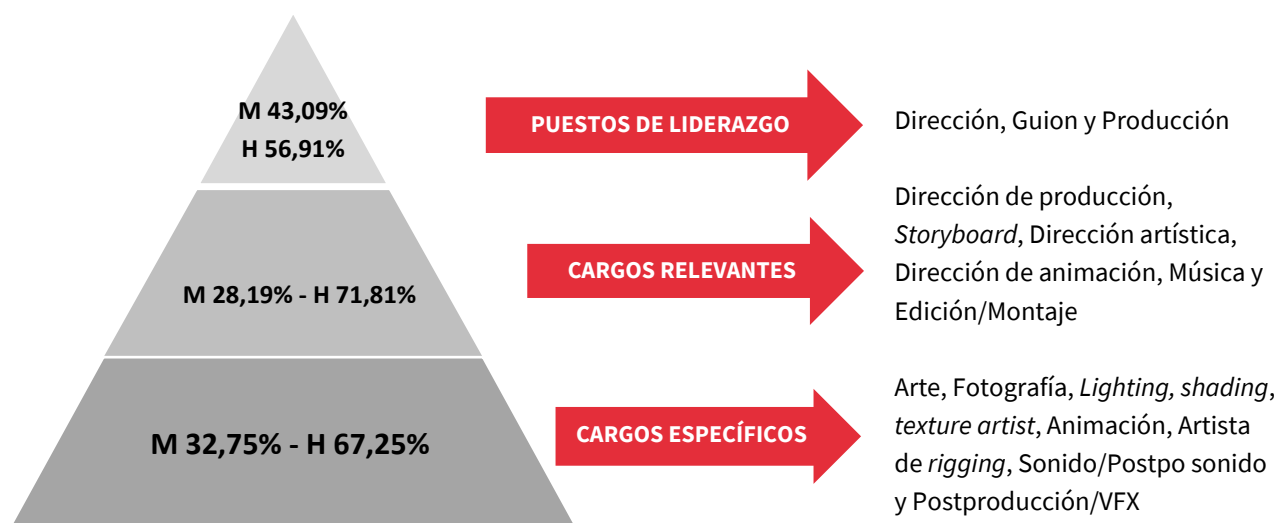 M 43,09%
H 56,91%
PUESTOS DE LIDERAZGO
Dirección, Guion y Producción
M 28,19% - H 71,81%
CARGOS RELEVANTES
Dirección de producción,
Storyboard, Dirección artística,
Dirección de animación, Música y
Edición/Montaje
M 32,75% - H 67,25%
CARGOS ESPECÍFICOS
Arte, Fotografía, Lighting, shading,
texture artist, Animación, Artista
de rigging, Sonido/Postpo sonido
y Postproducción/VFX